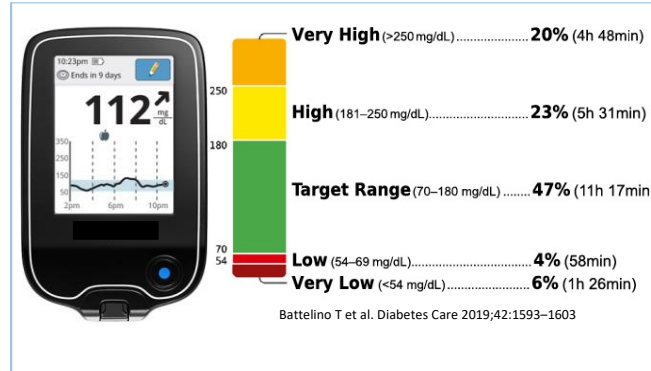 10:23pm
Ends in 9 days
112 mg/dL
350
250
150
50
2pm 6pm 10pm
250
180
70
54
Very High (>250 mg/dL) 20% (4h 48min)
High (181–250 mg/dL) 23% (5h 31min)
Target Range (70–180 mg/dL) 47% (11h 17min
Low (54–69 mg/dL) 4% (58min)
Very Low (<54 mg/dL) 6% (1h 26min)
Battelino T et al. Diabetes Care 2019;42:1593–1603